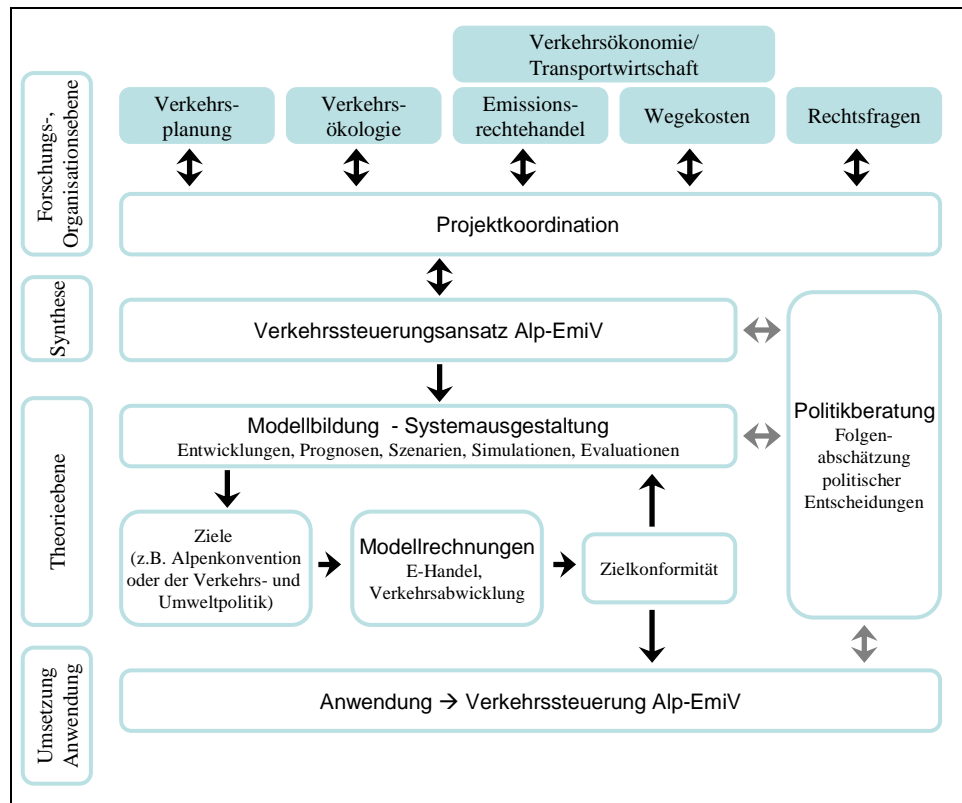 Verkehrsökonomie/
Transportwirtschaft
Forschungs-,
Organisationsebene
Verkehrs-
planung
Verkehrs-
ökologie
Emissions-
rechtehandel
Wegekosten
Rechtsfragen
Projektkoordination
Synthese
Verkehrssteuerungsansatz Alp-EmiV
Theorieebene
Modellbildung - Systemausgestaltung
Entwicklungen, Prognosen, Szenarien, Simulationen, Evaluationen
Politikberatung
Folgen-
abschätzung
politischer
Entscheidungen
Ziele
(z.B. Alpenkonvention
oder der Verkehrs- und
Umweltpolitik)
Modellrechnungen
E-Handel,
Verkehrsabwicklung
Zielkonformität
Umsetzung
Anwendung
Anwendung → Verkehrssteuerung Alp-EmiV